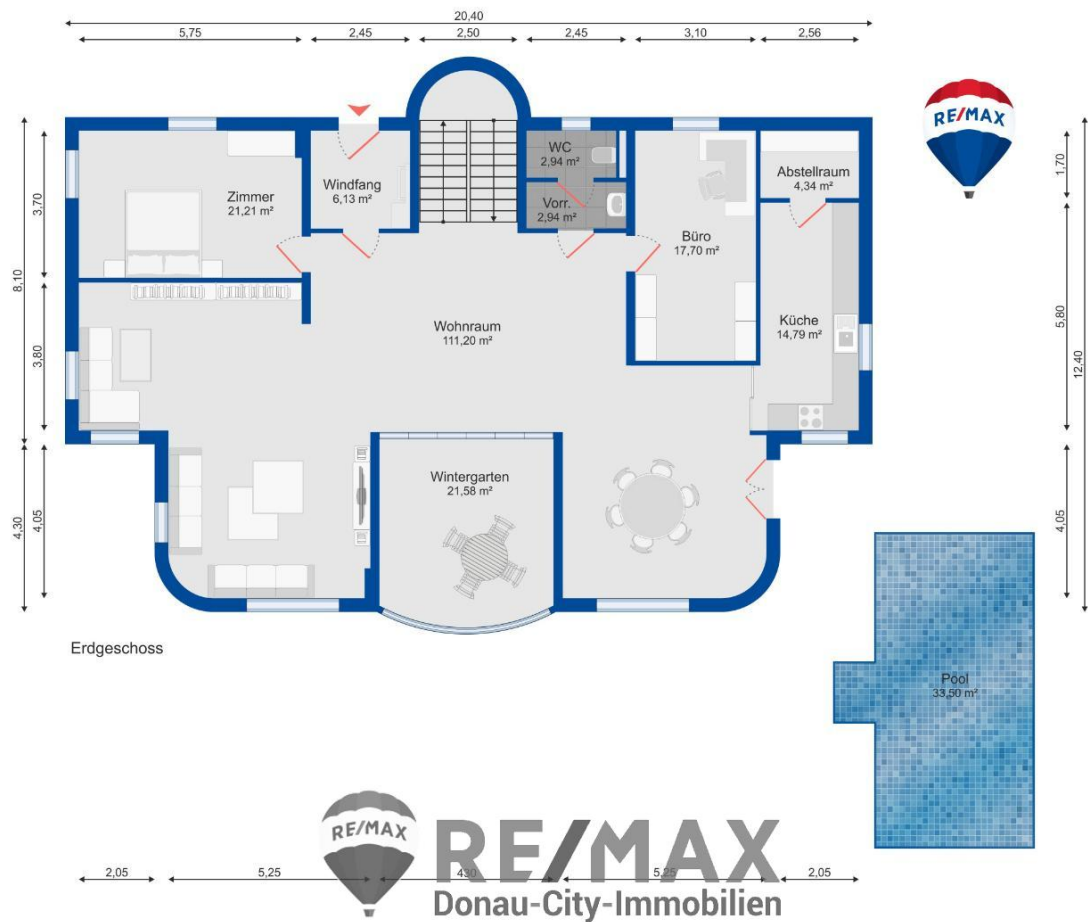 20,40
5,75
2,45
2,50
2,45
3,10
2,56
RE/MAX
WC
2,94 m²
Abstellraum
4,34 m²
1,70
Zimmer
21,21 m²
Windfang
6,13 m²
Vorr.
2,94 m²
3,70
Büro
17,70 m²
8,10
Wohnraum
111,20 m²
Küche
14,79 m²
5,80
3,80
12,40
Wintergarten
21,58 m²
4,30
4,05
4,05
Erdgeschoss
Pool
33,50 m²
RE/MAX
RE/MAX
2,05
5,25
430
5,25
2,05
Donau-City-Immobilien